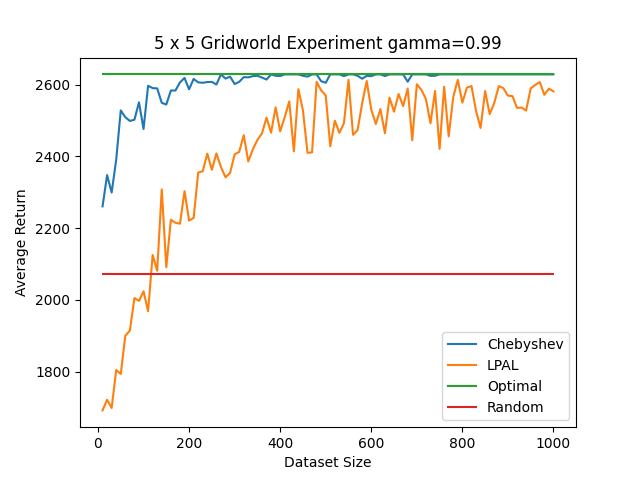 5 x 5 Gridworld Experiment gamma=0.99
Average Return
2600
2400
2200
2000
1800
0
200
400
600
800
1000
Dataset Size
Chebyshev
LPAL
Optimal
Random